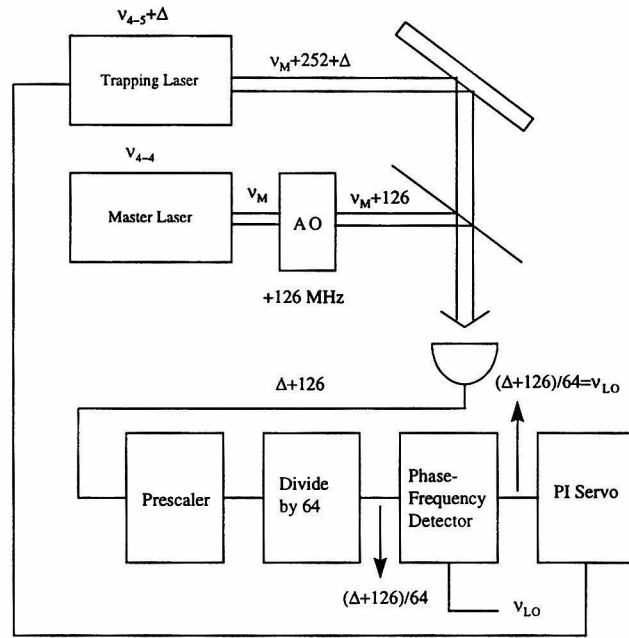 ν4-5+Δ
Trapping Laser
νM+252+Δ
ν4-4
Master Laser
νM
AO
νM+126
+126 MHz
Δ+126
(Δ+126)/64=νLO
Prescaler
Divide
by 64
Phase-
Frequency
Detector
PI Servo
(Δ+126)/64
νLO